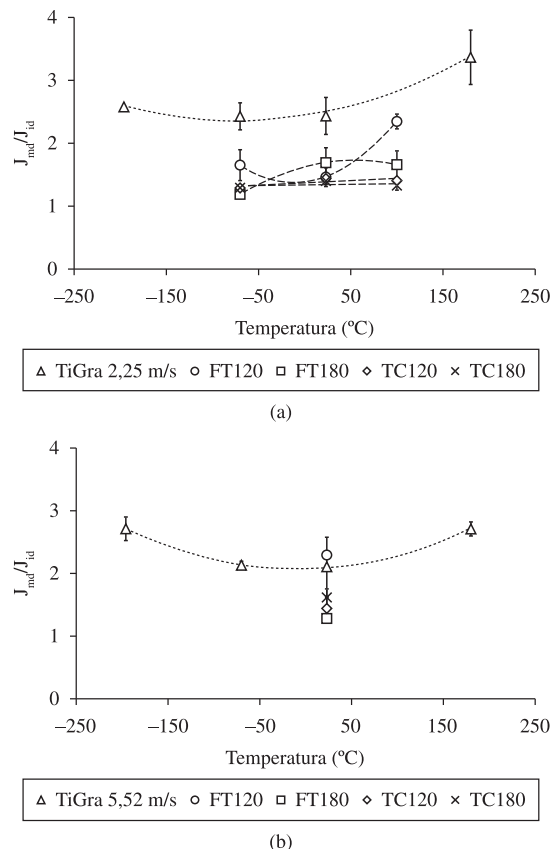 4
3
2
1
0
J_md/J_id
−250 −150 −50 50 150 250
Temperatura (ºC)
△ TiGra 2,25 m/s ○ FT120 □ FT180 ◇ TC120 × TC180
(a)
4
3
2
1
0
J_md/J_id
−250 −150 −50 50 150 250
Temperatura (ºC)
△ TiGra 5,52 m/s ○ FT120 □ FT180 ◇ TC120 × TC180
(b)